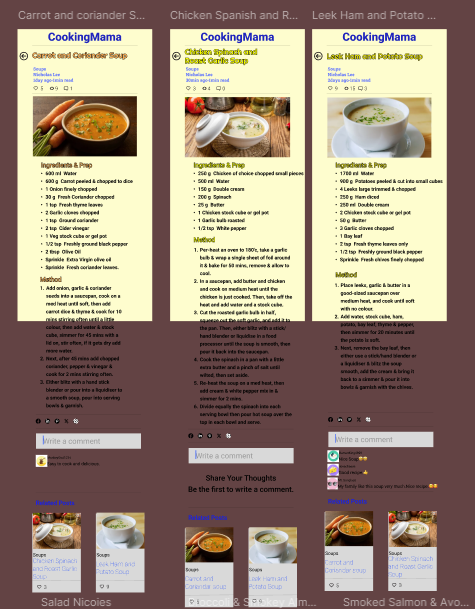 Carrot and coriander S...
CookingMama
Carrot and Coriander Soup
Soups
Nicholas Lee
1day ago·1min read
5 9 1
Ingredients & Prep
• 600 ml Water
• 600 g Carrot peeled & chopped to dice
• 1 Onion finely chopped
• 30 g Fresh Coriander chopped
• 1 tsp Fresh thyme leaves
• 2 Garlic cloves chopped
• 1 tsp Ground coriander
• 2 tsp Cider vinegar
• 1 Veg stock cube or gel pot
• 1/2 tsp Freshly ground black pepper
• 2 tbsp Olive Oil
• Sprinkle Extra Virgin olive oil
• Sprinkle Fresh coriander leaves.
Method
1. Add onion, garlic & coriander
seeds into a saucepan, cook on a
med heat until soft, then add
carrot dice & thyme & cook for 10
mins stirring often until a little
colour, then add water & stock
cube, simmer for 45 mins with a
lid on, stir often, if it gets dry add
more water.
2. Next, after 45 mins add chopped
coriander, pepper & vinegar &
cook for 2 mins stirring often.
3. Either blitz with a hand stick
blender or pour into a liquidiser to
a smooth soup, pour into serving
bowls & garnish.
Write a comment
Easy to cook and delicious
Related Posts
Soups
Chicken Spinach
and Roast Garlic
Soup
3
Soups
Leek Ham and
Potato Soup
9
Salad Nicoies
Chicken Spanish and R...
CookingMama
Chicken Spinach and
Roast Garlic Soup
Soups
Nicholas Lee
30min ago·1min read
3 4 0
Ingredients & Prep
• 250 g Chicken of choice chopped small pieces
• 500 ml Water
• 150 g Double cream
• 200 g Spinach
• 25 g Butter
• 1 Chicken stock cube or gel pot
• 1 Garlic bulb roasted
• 1/2 tsp White pepper
Method
1. Per-heat an oven to 180'c, take a garlic
bulb & wrap a single sheet of foil around
it & bake for 50 mins, remove & allow to
cool.
2. In a saucepan, add butter and chicken
and cook on medium heat until the
chicken is just cooked. Then, take off the
heat and add water and a stock cube.
3. Cut the roasted garlic bulb in half,
squeeze out the soft garlic, and add it to
the pan. Then, either blitz with a stick/
hand blender or liquidise in a food
processor until the soup is smooth, then
pour it back into the saucepan.
4. Cook the spinach in a pan with a little
extra butter and a pinch of salt until
wilted, then set aside.
5. Re-heat the soup on a med heat, then
add cream & white pepper mix in &
simmer for 2 mins.
6. Divide equally the spinach into each
serving bowl then pour hot soup over the
top in each bowl and serve.
Write a comment
Share Your Thoughts
Be the first to write a comment.
Related Posts
Soups
Carrot and
Coriander soup
5
Soups
Leek Ham and
Potato Soup
9
Leek Ham and Potato ...
CookingMama
Leek Ham and Potato Soup
Soups
Nicholas Lee
2days ago·1min read
9 15 3
Ingredients & Prep
• 1700 ml Water
• 900 g Potatoes peeled & cut into small cubes
• 4 Leeks large trimmed & chopped
• 250 g Ham diced
• 250 ml Double cream
• 2 Chicken stock cube or gel pot
• 50 g Butter
• 3 Garlic cloves chopped
• 1 Bay leaf
• 2 tsp Fresh thyme leaves only
• 1/2 tsp Freshly ground black pepper
• Sprinkle Fresh chives finely chopped
Method
1. Place leeks, garlic & butter in a
good-sized saucepan over
medium heat, and cook until soft
with no colour.
2. Add water, stock cube, ham,
potato, bay leaf, thyme & pepper,
then simmer for 20 minutes until
the potato is soft.
3. Next, remove the bay leaf, then
either use a stick/hand blender or
a liquidiser & blitz the soup
smooth, add the cream & bring it
back to a simmer & pour it into
bowls & garnish with the chives.
Write a comment
Nice Soup
Good recipe
Related Posts
Soups
Carrot and
Coriander soup
5
Soups
Chicken Spinach
and Roast Garlic
Soup
3
Smoked Salmon & Avo...